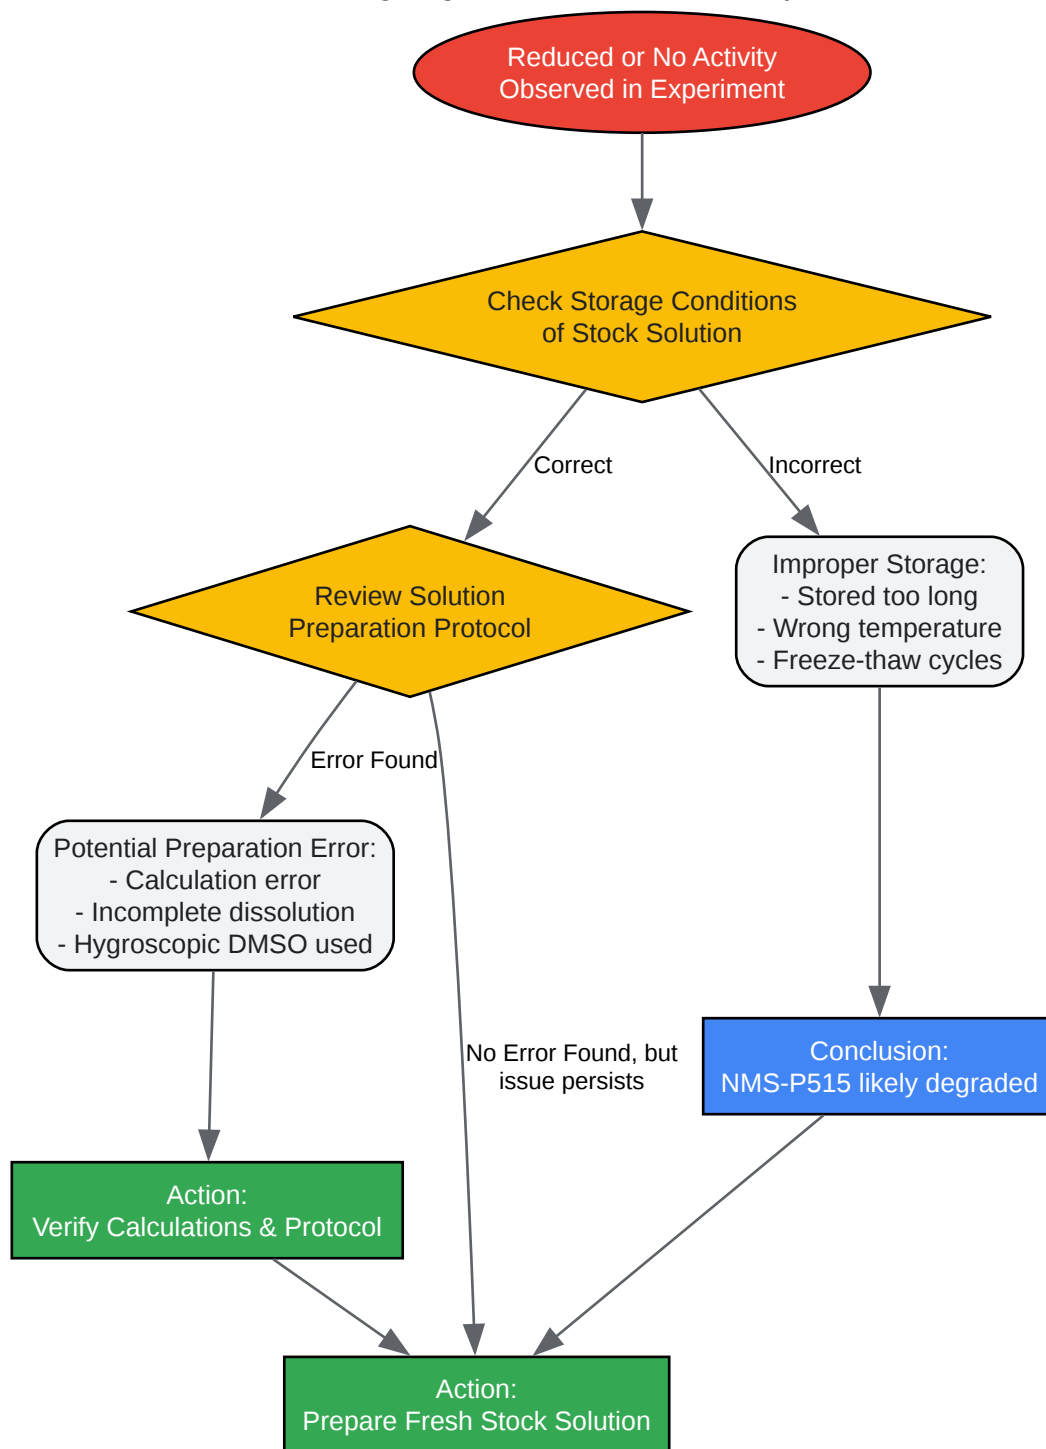 Reduced or No Activity
Observed in Experiment
Check Storage Conditions
of Stock Solution
Correct
Incorrect
Review Solution
Preparation Protocol
Improper Storage:
- Stored too long
- Wrong temperature
- Freeze-thaw cycles
Error Found
Potential Preparation Error:
- Calculation error
- Incomplete dissolution
- Hygroscopic DMSO used
No Error Found, but
issue persists
Conclusion:
NMS-P515 likely degraded
Action:
Verify Calculations & Protocol
Action:
Prepare Fresh Stock Solution